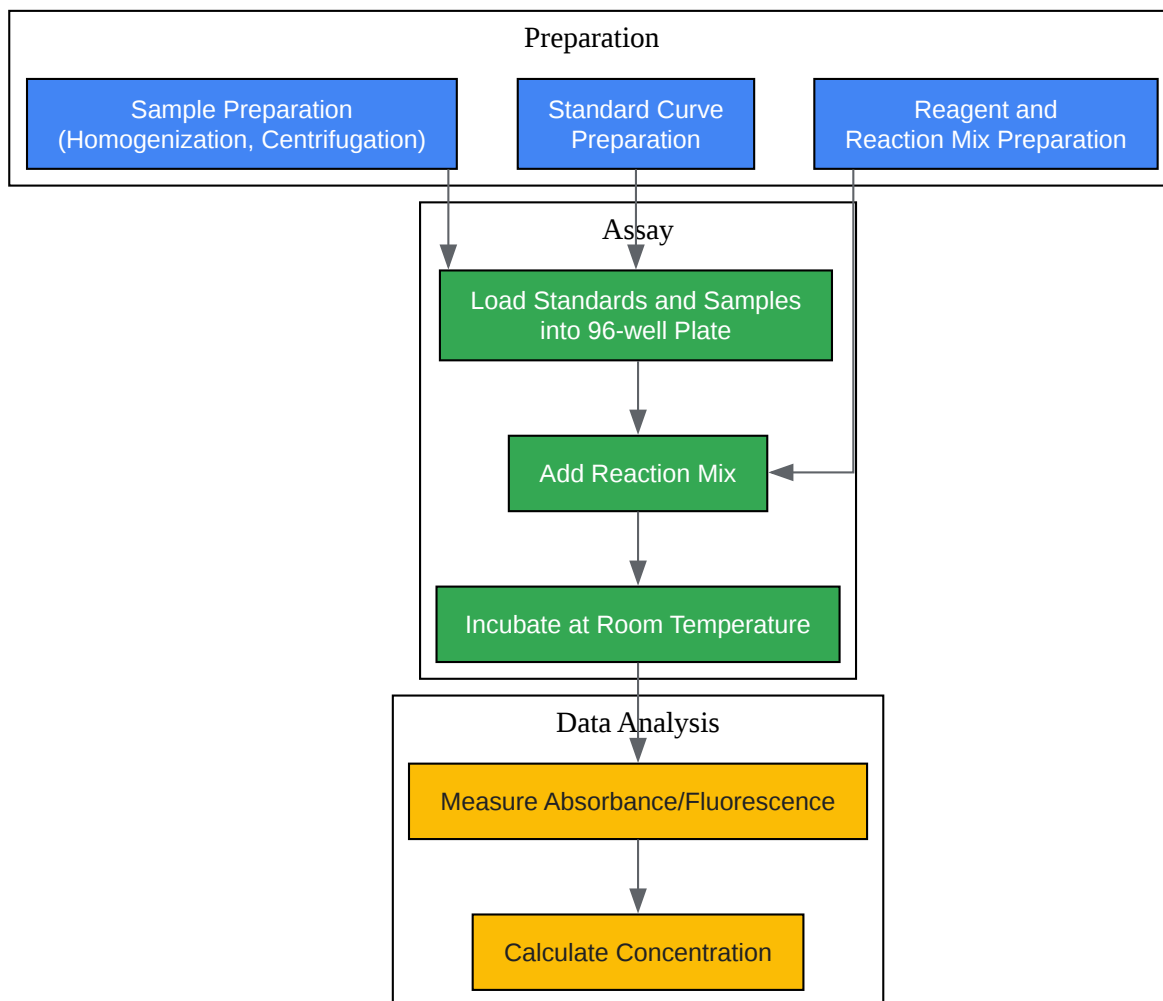 Preparation
Sample Preparation
(Homogenization, Centrifugation)
Standard Curve
Preparation
Reagent and
Reaction Mix Preparation
Assay
Load Standards and Samples
into 96-well Plate
Add Reaction Mix
Incubate at Room Temperature
Data Analysis
Measure Absorbance/Fluorescence
Calculate Concentration